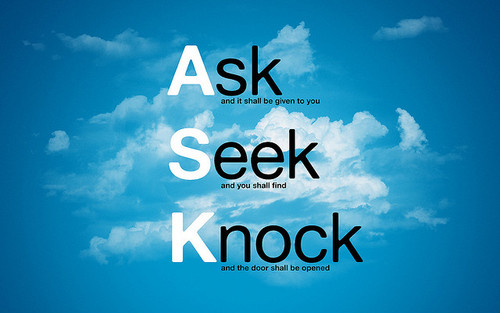 Ask
and it shall be given to you
Seek
and you shall find
Knock
and the door shall be opened